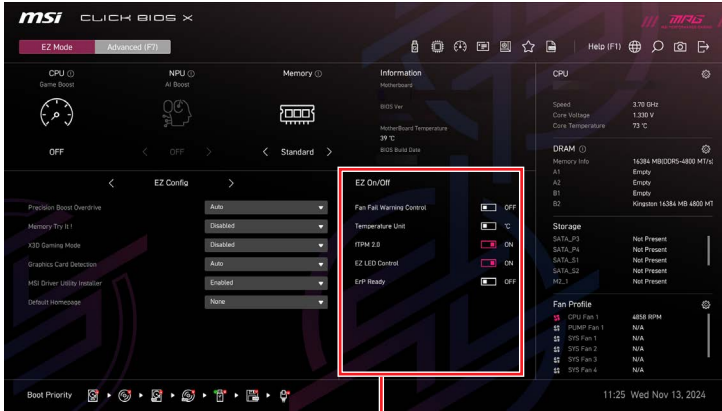 msi CLICK BIOS X
MAG
EZ Mode
Advanced (F7)
Help (F1)
CPU
Game Boost
OFF
NPU
AI Boost
OFF
Memory
Standard
Information
Motherboard
BIOS Ver
MotherBoard Temperature
39 °C
BIOS Build Date
EZ Config
Precision Boost Overdrive Auto
Memory Try It ! Disabled
X3D Gaming Mode Disabled
Graphics Card Detection Auto
MSI Driver Utility Installer Enabled
Default Homepage None
EZ On/Off
Fan Fail Warning Control OFF
Temperature Unit °C
fTPM 2.0 ON
EZ LED Control ON
ErP Ready OFF
CPU
Speed 3.70 GHz
Core Voltage 1.330 V
Core Temperature 73 °C
DRAM
Memory Info 16384 MB(DDR5-4800 MT/s)
A1 Empty
A2 Empty
B1 Empty
B2 Kingston 16384 MB 4800 MT
Storage
SATA_P3 Not Present
SATA_P4 Not Present
SATA_S1 Not Present
SATA_S2 Not Present
M2_1 Not Present
Fan Profile
CPU Fan 1 4858 RPM
PUMP Fan 1 N/A
SYS Fan 1 N/A
SYS Fan 2 N/A
SYS Fan 3 N/A
SYS Fan 4 N/A
Boot Priority
11:25 Wed Nov 13, 2024